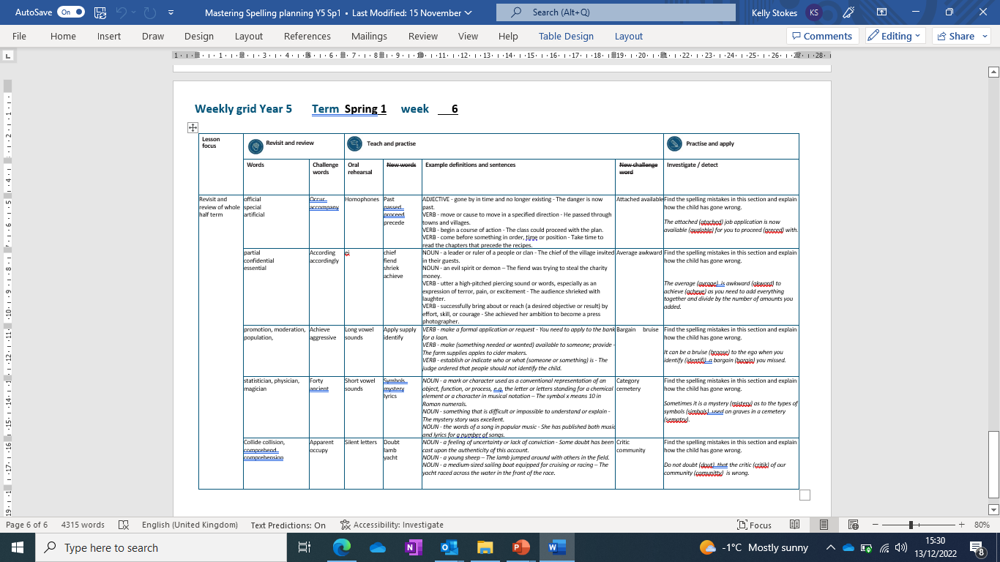 AutoSave On Mastering Spelling planning Y5 Sp1 • Last Modified: 15 November Search (Alt+Q) Kelly Stokes KS
File Home Insert Draw Design Layout References Mailings Review View Help Table Design Layout Comments Editing Share
Weekly grid Year 5 Term Spring 1 week 6
Lesson focus
Revisit and review
Teach and practise
Practise and apply
Words
Challenge words
Oral rehearsal
New words
Example definitions and sentences
New challenge word
Investigate / detect
Revisit and review of whole half term
official
special
artificial
Occur
accompany
Homophones
Past
passed
proceed
precede
ADJECTIVE - gone by in time and no longer existing - The danger is now
past.
VERB - move or cause to move in a specified direction - He passed through
towns and villages.
VERB - begin a course of action - The class could proceed with the plan.
VERB - come before something in order, time or position - Take time to
read the chapters that precede the recipes.
Attached available
Find the spelling mistakes in this section and explain
how the child has gone wrong.
The attached (atached) job application is now
available (avalable) for you to proceed (preced) with.
partial
confidential
essential
According
accordingly
ei
chief
fiend
shriek
achieve
NOUN - a leader or ruler of a people or clan - The chief of the village invited
in their guests.
NOUN - an evil spirit or demon – The fiend was trying to steal the charity
money.
VERB - utter a high-pitched piercing sound or words, especially as an
expression of terror, pain, or excitement - The audience shrieked with
laughter.
VERB - successfully bring about or reach (a desired objective or result) by
effort, skill, or courage - She achieved her ambition to become a press
photographer.
Average awkward
Find the spelling mistakes in this section and explain
how the child has gone wrong.
The average (avrage) is awkward (akward) to
achieve (acheve) as you need to add everything
together and divide by the number of amounts you
added.
promotion, moderation,
population,
Achieve
aggressive
Long vowel
sounds
Apply supply
identify
VERB - make a formal application or request - You need to apply to the bank
for a loan.
VERB - make (something needed or wanted) available to someone; provide -
The farm supplies apples to cider makers.
VERB - establish or indicate who or what (someone or something) is - The
judge ordered that people should not identify the child.
Bargain bruise
Find the spelling mistakes in this section and explain
how the child has gone wrong.
It can be a bruise (broose) to the ego when you
identify (identifi) a bargain (bargin) you missed.
statistician, physician,
magician
Forty
ancient
Short vowel
sounds
Symbols
mystery
lyrics
NOUN - a mark or character used as a conventional representation of an
object, function, or process, e.g. the letter or letters standing for a chemical
element or a character in musical notation – The symbol x means 10 in
Roman numerals.
NOUN - something that is difficult or impossible to understand or explain -
The mystery story was excellent.
NOUN - the words of a song in popular music - She has published both music
and lyrics for a number of songs.
Category
cemetery
Find the spelling mistakes in this section and explain
how the child has gone wrong.
Sometimes it is a mystery (mistery) as to the types of
symbols (simbols) used on graves in a cemetery
(sematry).
Collide collision,
comprehend
comprehension
Apparent
occupy
Silent letters
Doubt
lamb
yacht
NOUN - a feeling of uncertainty or lack of conviction - Some doubt has been
cast upon the authenticity of this account.
NOUN - a young sheep – The lamb jumped around with others in the field.
NOUN - a medium-sized sailing boat equipped for cruising or racing – The
yacht raced across the water in the front of the race.
Critic
community
Find the spelling mistakes in this section and explain
how the child has gone wrong.
Do not doubt (dout) that the critic (critik) of our
community (comunitty) is wrong.
Page 6 of 6 4315 words English (United Kingdom) Text Predictions: On Accessibility: Investigate Focus 80%
Type here to search -1°C Mostly sunny 15:30
13/12/2022 8